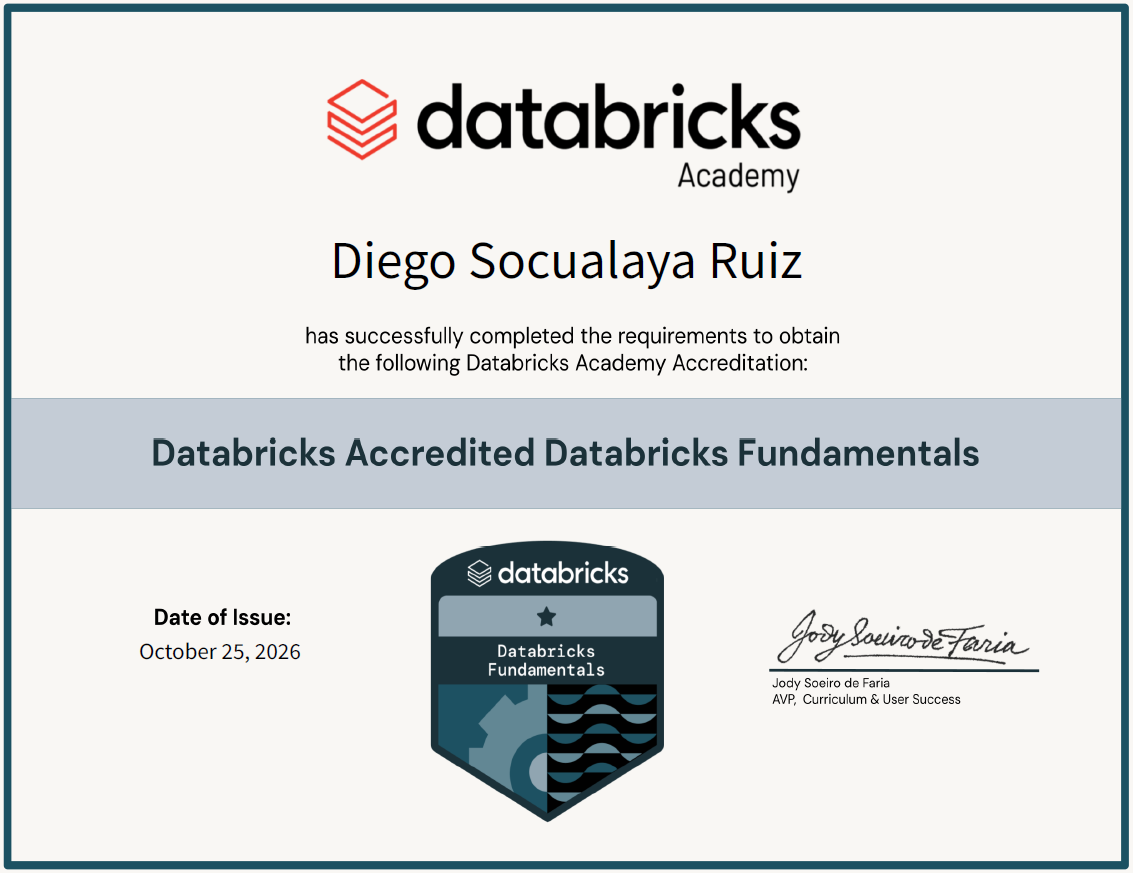 databricks
Academy
Diego Socualaya Ruiz
has successfully completed the requirements to obtain
the following Databricks Academy Accreditation:
Databricks Accredited Databricks Fundamentals
Date of Issue:
October 25, 2026
databricks
Databricks
Fundamentals
Jody Soeiro de Faria
Jody Soeiro de Faria
AVP, Curriculum & User Success